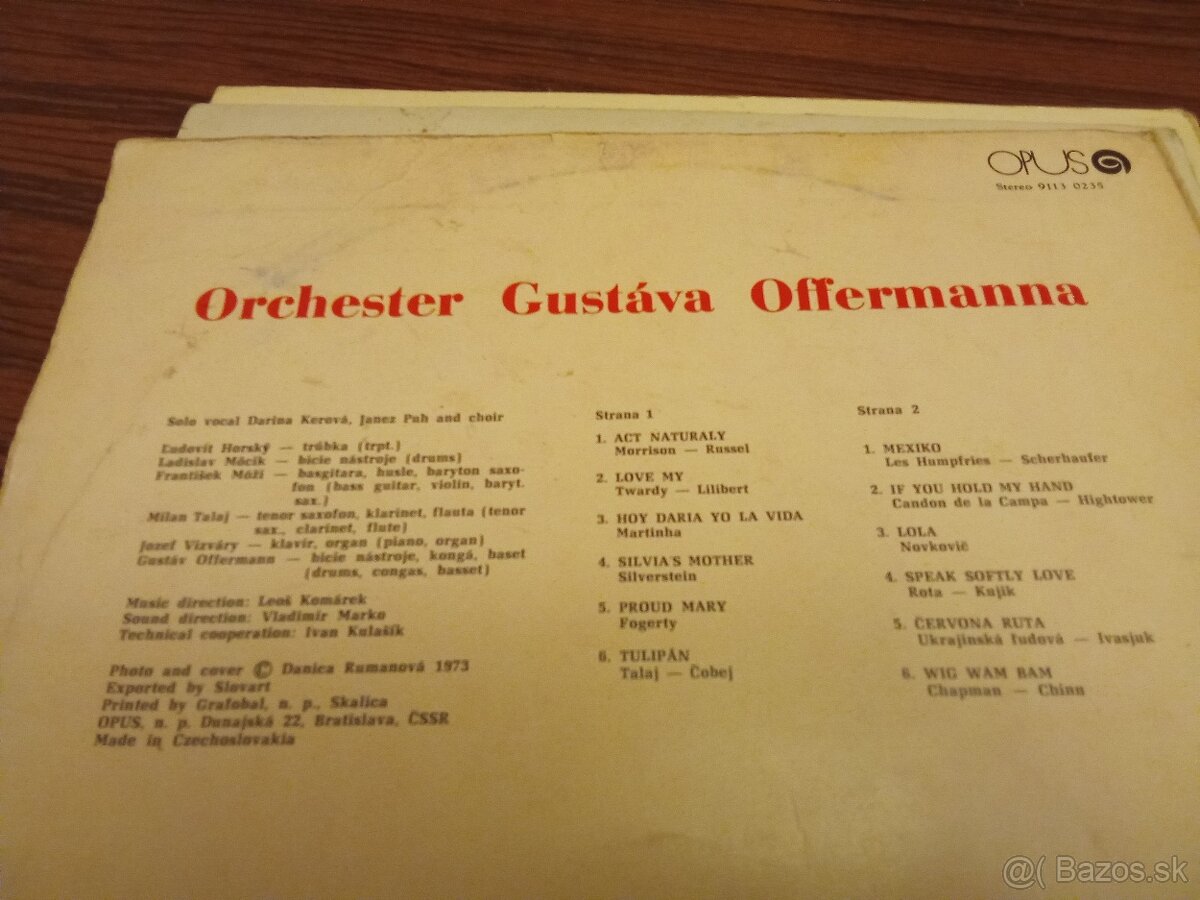 OPUS
Stereo 9113 0235
Orchester Gustáva Offermanna
Solo vocal Darina Kerová, Janez Puh and choir
Ľudovít Horský — trúbka (trpt.)
Ladislav Mócik — bicie nástroje (drums)
František Móži — basgitara, husle, baryton saxo-
fon (bass guitar, violin, baryt.
sax.)
Milan Talaj — tenor saxofon, klarinet, flauta (tenor
sax., clarinet, flute)
Jozef Vizváry — klavír, organ (piano, organ)
Gustáv Offermann — bicie nástroje, kongá, baset
(drums, congas, basset)
Music direction: Leoš Komárek
Sound direction: Vladimír Marko
Technical cooperation: Ivan Kulašík
Photo and cover © Danica Rumanová 1973
Exported by Slovart
Printed by Grafobal, n. p., Skalica
OPUS, n. p. Dunajská 22, Bratislava, ČSSR
Made in Czechoslovakia
Strana 1
1. ACT NATURALY
Morrison — Russel
2. LOVE MY
Twardy — Lilibert
3. HOY DARIA YO LA VIDA
Martinha
4. SILVIA'S MOTHER
Silverstein
5. PROUD MARY
Fogerty
6. TULIPÁN
Talaj — Čobej
Strana 2
1. MEXIKO
Les Humpfries — Scherhaufer
2. IF YOU HOLD MY HAND
Candon de la Campa — Hightower
3. LOLA
Novkovič
4. SPEAK SOFTLY LOVE
Rota — Kajík
5. ČERVONA RUTA
Ukrajinská ľudová — Ivasjuk
6. WIG WAM BAM
Chapman — Chinn
@( Bazos.sk